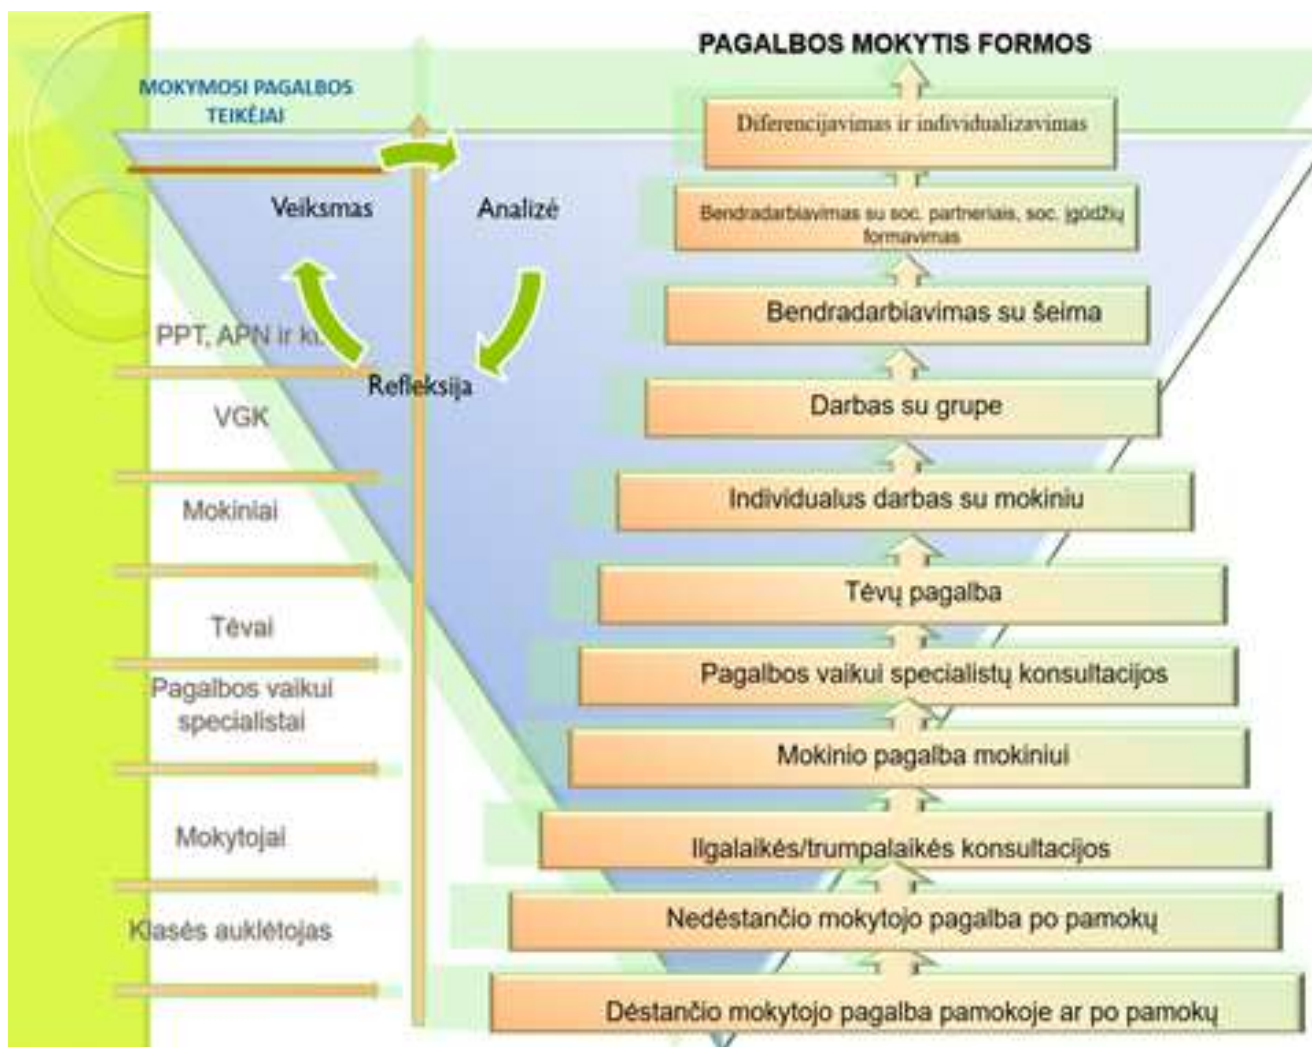 PAGALBOS MOKYTIS FORMOS
MOKYMOSI PAGALBOS
TEIKĖJAI
Veiksmas
Analizė
Refleksija
PPT, APN ir
VGK
Mokiniai
Tėvai
Pagalbos vaikui
specialistai
Mokytojai
Klasės auklėtojas
Diferencijavimas ir individualizavimas
Bendradarbiavimas su soc. partneriais, soc. įgūdžių
formavimas
Bendradarbiavimas su šeima
Darbas su grupe
Individualus darbas su mokiniu
Tėvų pagalba
Pagalbos vaikui specialistų konsultacijos
Mokinio pagalba mokiniui
Ilgalaikės/trumpalaikės konsultacijos
Nedėstančio mokytojo pagalba po pamokų
Dėstančio mokytojo pagalba pamokoje ar po pamokų